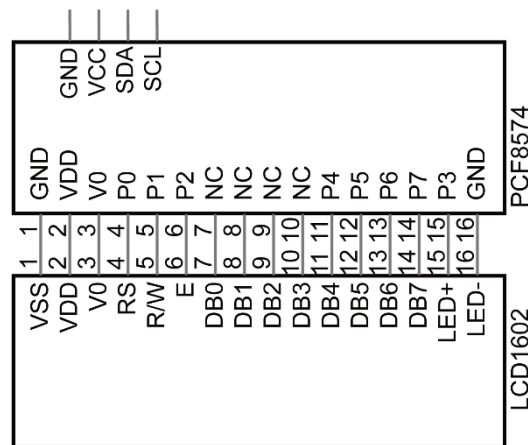 GND VCC SDA SCL
GND VDD V0 P0 P1 P2 NC NC NC NC P4 P5 P6 P7 P3 GND
PCF8574
1 2 3 4 5 6 7 8 9 10 11 12 13 14 15 16
1 2 3 4 5 6 7 8 9 10 11 12 13 14 15 16
VSS VDD V0 RS R/W E DB0 DB1 DB2 DB3 DB4 DB5 DB6 DB7 LED+ LED-
LCD1602